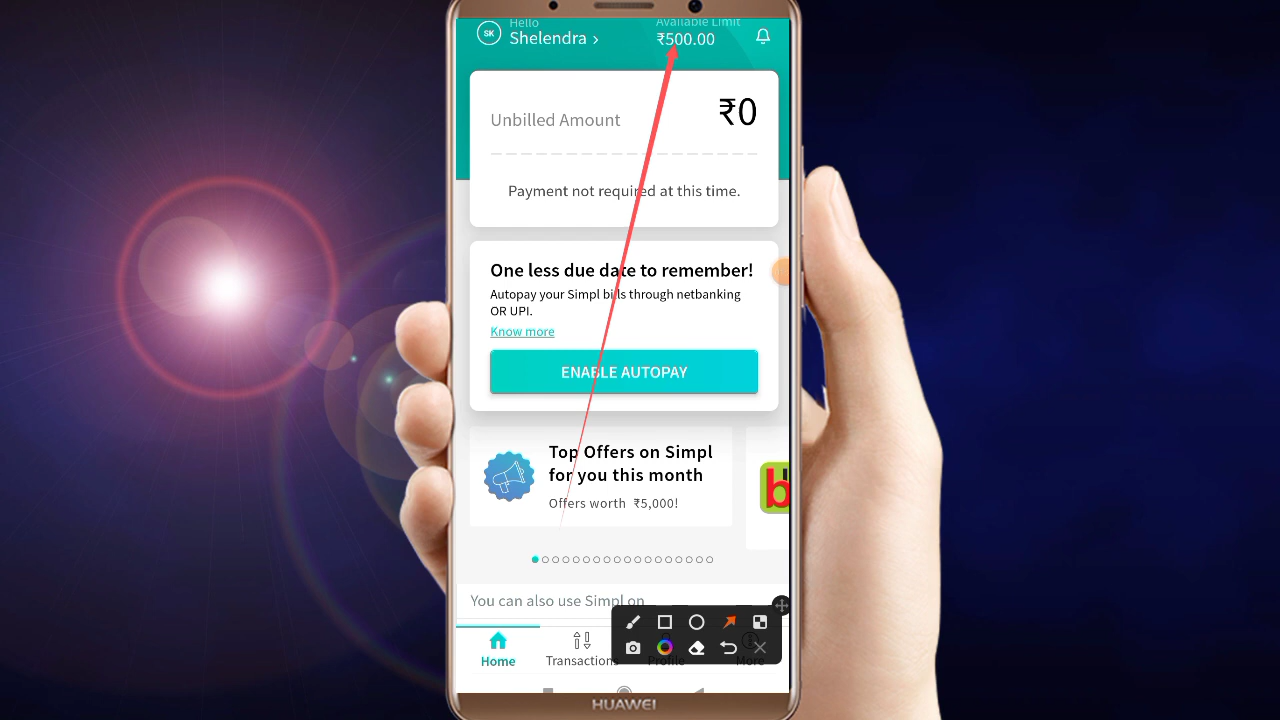 Hello
Available Limit
SK
Shelendra ›
₹500.00
Unbilled Amount
₹0
Payment not required at this time.
One less due date to remember!
Autopay your Simpl bills through netbanking
OR UPI.
Know more
ENABLE AUTOPAY
Top Offers on Simpl
for you this month
Offers worth ₹5,000!
b
You can also use Simpl on
Home
Transactions
Profile
More
HUAWEI